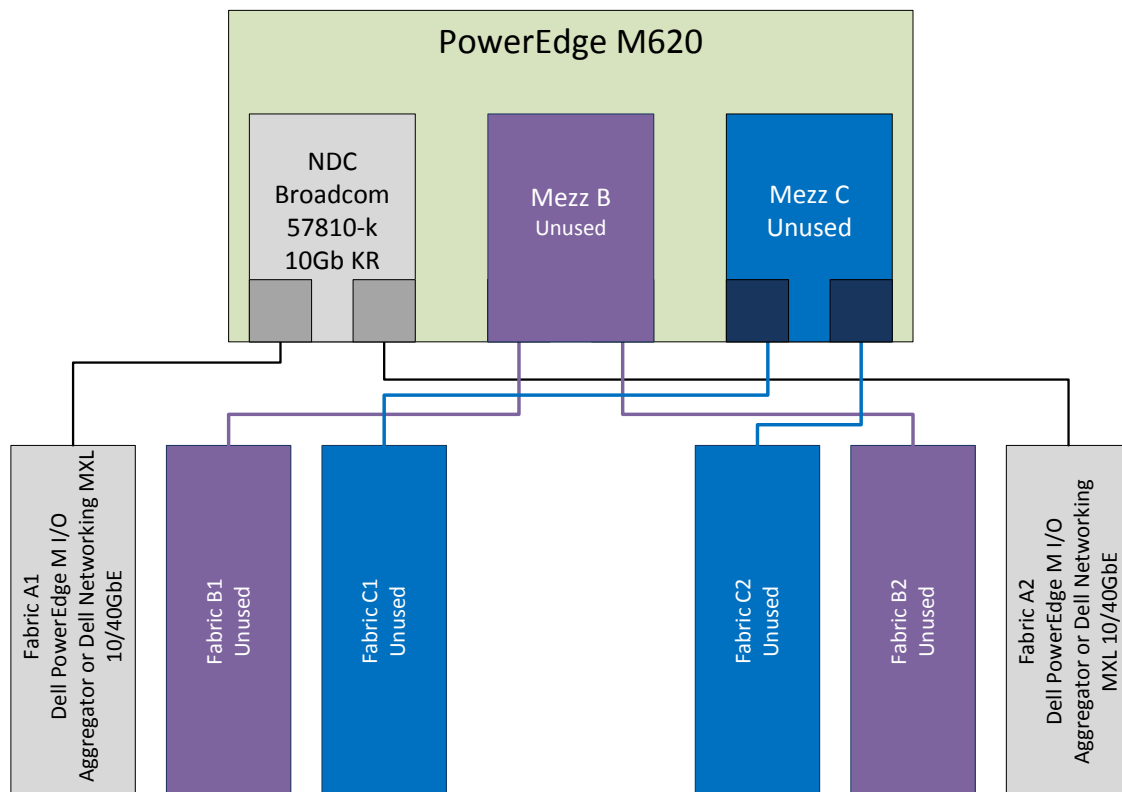 PowerEdge M620
NDC
Broadcom
57810-k
10Gb KR
Mezz B
Unused
Mezz C
Unused
Fabric A1
Dell PowerEdge M I/O
Aggregator or Dell Networking MXL
10/40GbE
Fabric B1
Unused
Fabric C1
Unused
Fabric C2
Unused
Fabric B2
Unused
Fabric A2
Dell PowerEdge M I/O
Aggregator or Dell Networking
MXL 10/40GbE